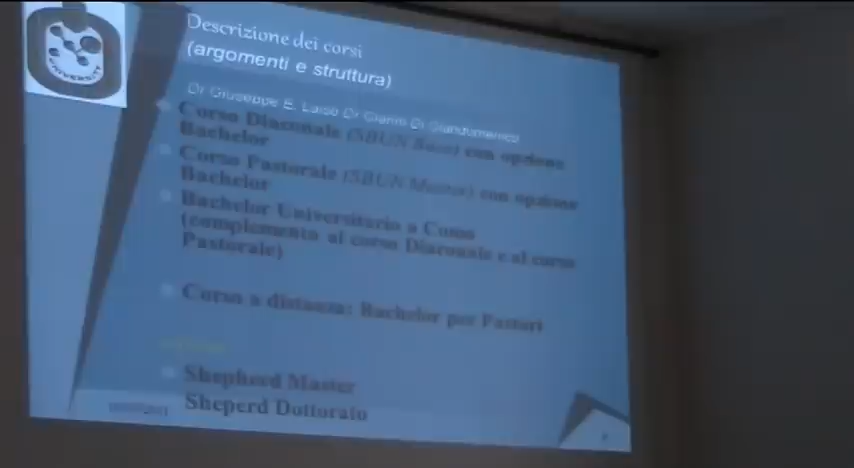 UNIVERSITY
Descrizione dei corsi
(argomenti e struttura)
Dr Giuseppe E. Laiso Dr Gianni Di Giandomenico
Corso Diaconale (SBUN Base) con opzione
Bachelor
Corso Pastorale (SBUN Master) con opzione
Bachelor
Bachelor Universitario a Como
(complemento al corso Diaconale e al corso
Pastorale)
Corso a distanza: Bachelor per Pastori
Shepherd Master
Sheperd Dottorato